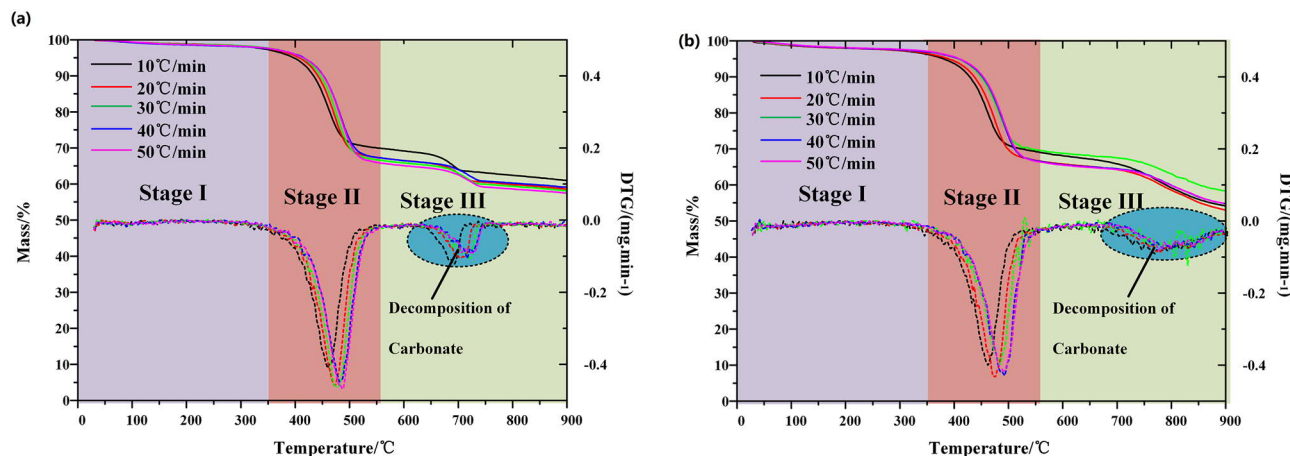 (a)
100
90
80
70
60
50
40
30
20
10
0
Mass/%
0.4
0.2
0.0
-0.2
-0.4
DTG/(mg.min-1)
10℃/min
20℃/min
30℃/min
40℃/min
50℃/min
Stage I
Stage II
Stage III
Decomposition of
Carbonate
0 100 200 300 400 500 600 700 800 900
Temperature/℃
(b)
100
90
80
70
60
50
40
30
20
10
0
Mass/%
0.4
0.2
0.0
-0.2
-0.4
DTG/(mg.min-1)
10℃/min
20℃/min
30℃/min
40℃/min
50℃/min
Stage I
Stage II
Stage III
Decomposition of
Carbonate
0 100 200 300 400 500 600 700 800 900
Temperature/℃